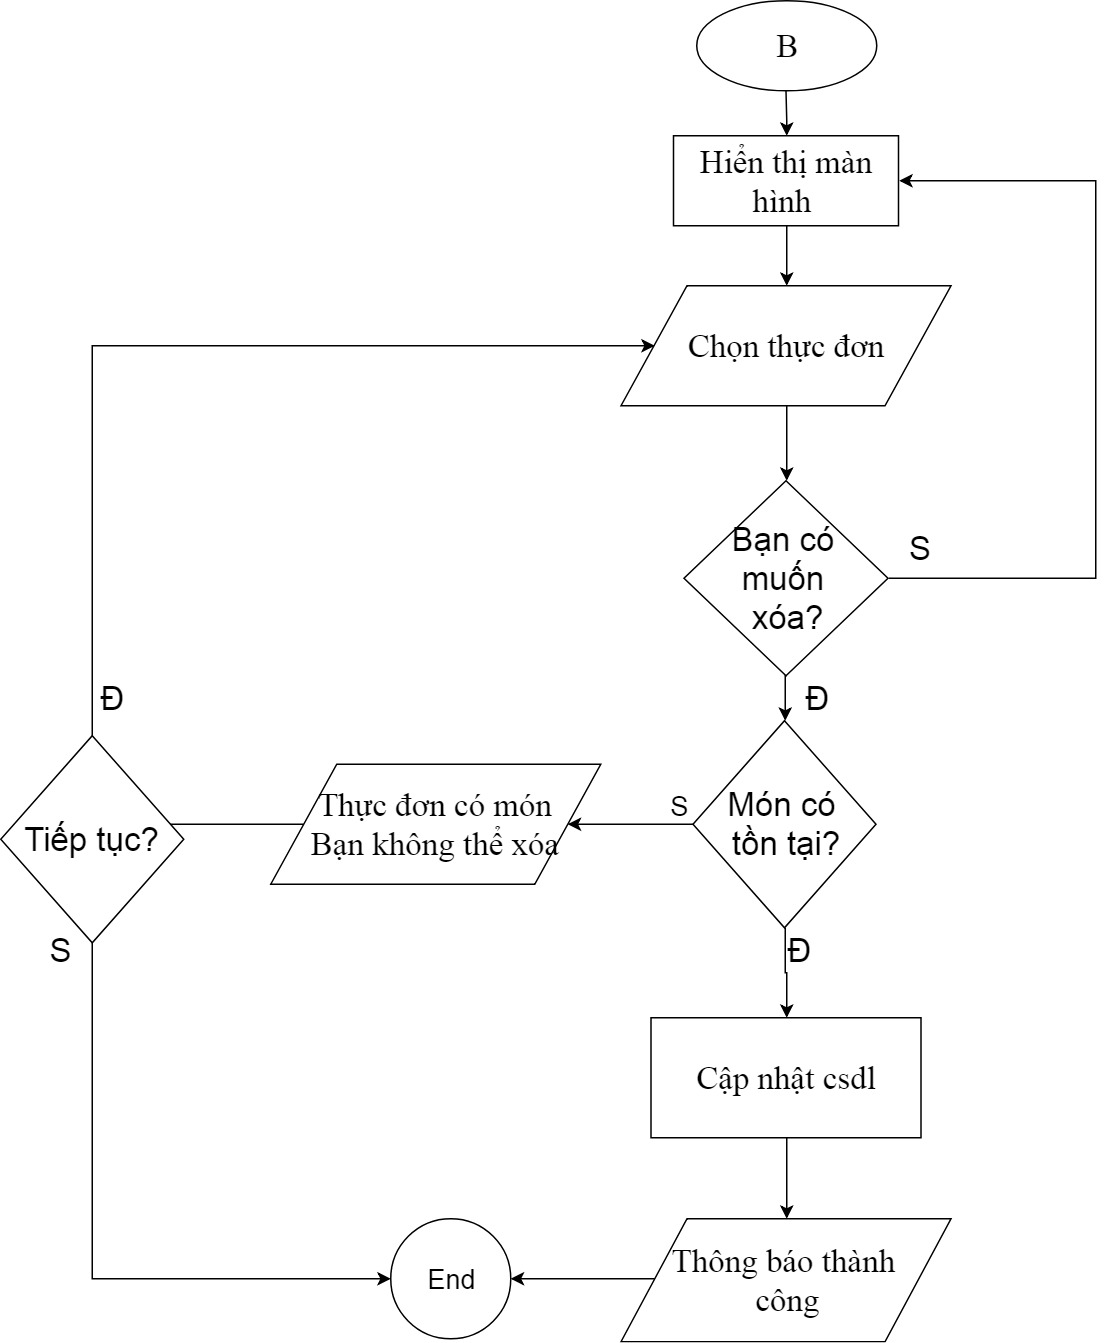 B
Hiển thị màn
hình
Chọn thực đơn
Bạn có
muốn
xóa?
S
Đ
Đ
Món có
tồn tại?
S
Thực đơn có món
Bạn không thể xóa
Tiếp tục?
S
Đ
Cập nhật csdl
Thông báo thành
công
End